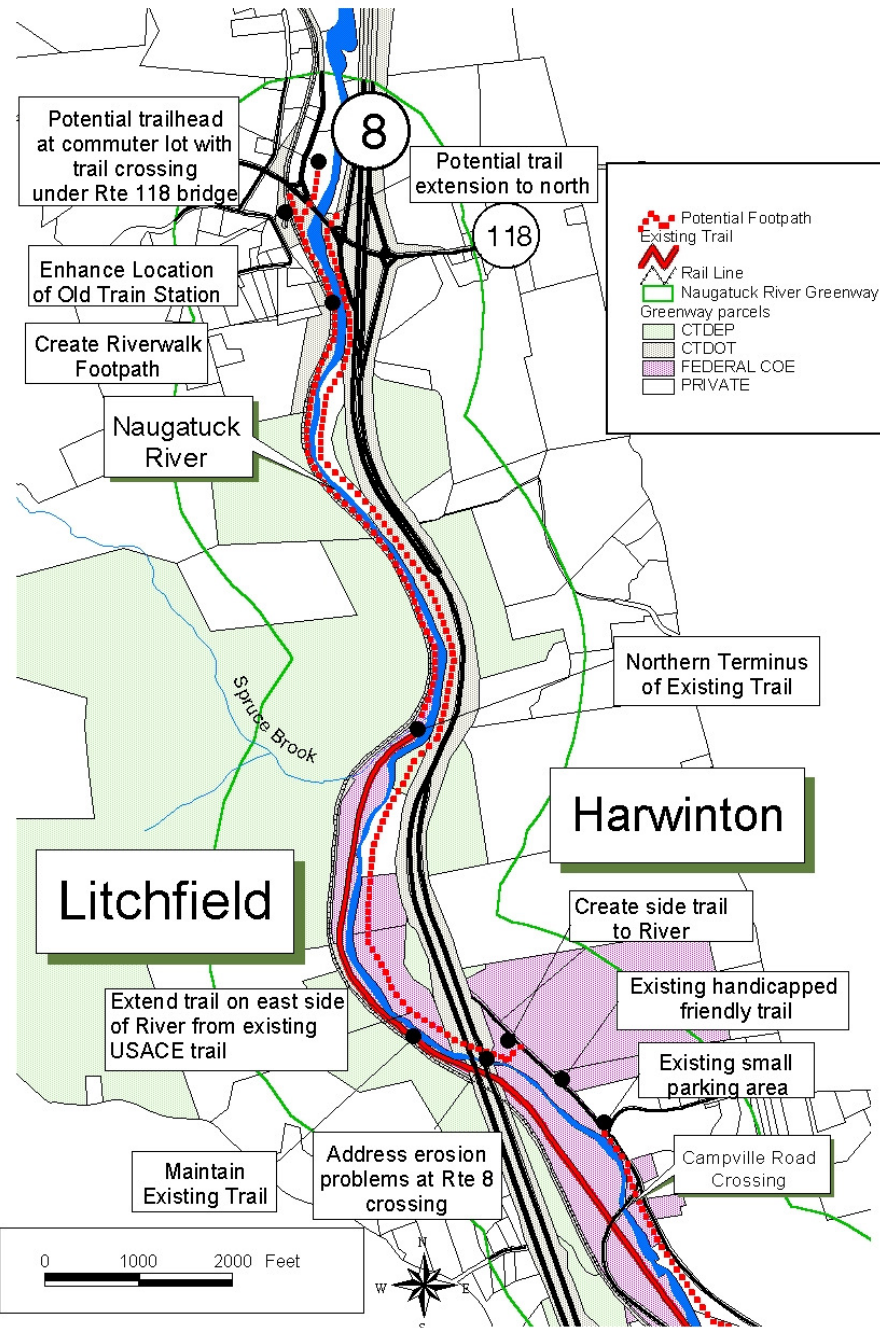 Potential trailhead
at commuter lot with
trail crossing
under Rte 118 bridge
8
Potential trail
extension to north
118
Enhance Location
of Old Train Station
Create Riverwalk
Footpath
Naugatuck
River
Potential Footpath
Existing Trail
Rail Line
Naugatuck River Greenway
Greenway parcels
CTDEP
CTDOT
FEDERAL COE
PRIVATE
Spruce Brook
Northern Terminus
of Existing Trail
Harwinton
Litchfield
Create side trail
to River
Extend trail on east side
of River from existing
USACE trail
Existing handicapped
friendly trail
Existing small
parking area
Maintain
Existing Trail
Address erosion
problems at Rte 8
crossing
Campville Road
Crossing
0 1000 2000 Feet
N
W E
S